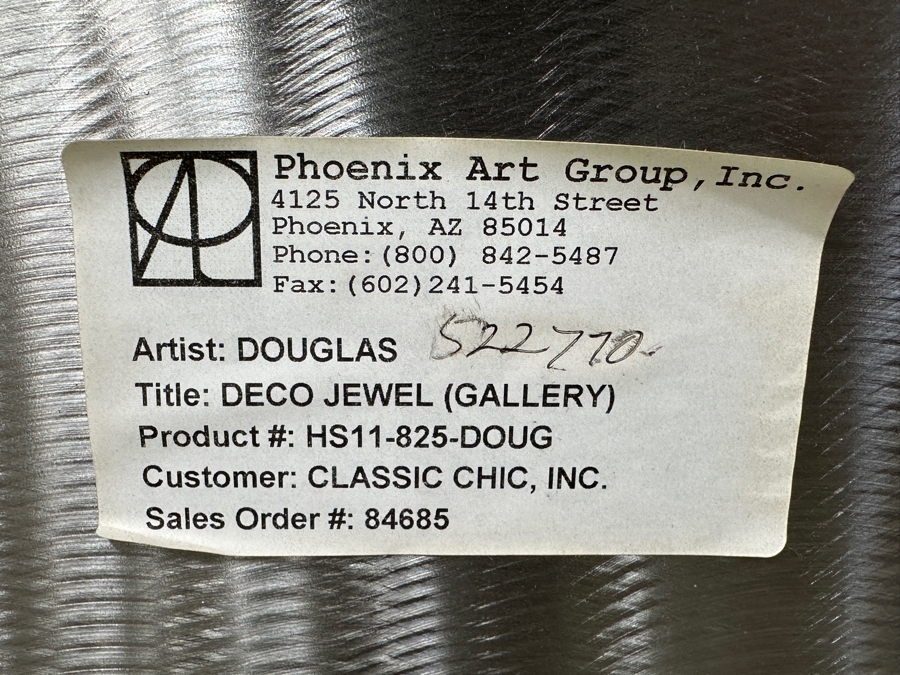 Phoenix Art Group, Inc.
4125 North 14th Street
Phoenix, AZ 85014
Phone: (800) 842-5487
Fax: (602)241-5454
522770
Artist: DOUGLAS
Title: DECO JEWEL (GALLERY)
Product #: HS11-825-DOUG
Customer: CLASSIC CHIC, INC.
Sales Order #: 84685